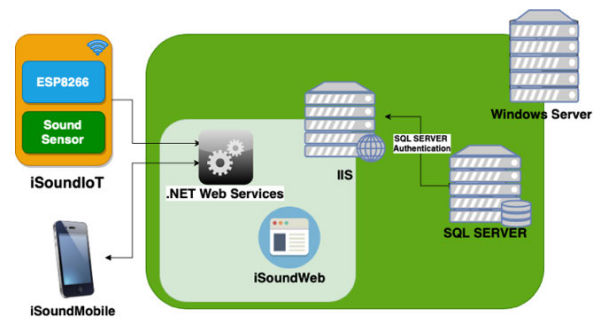 ESP8266
Sound
Sensor
iSoundIoT
iSoundMobile
.NET Web Services
iSoundWeb
IIS
SQL SERVER
Authentication
SQL SERVER
Windows Server